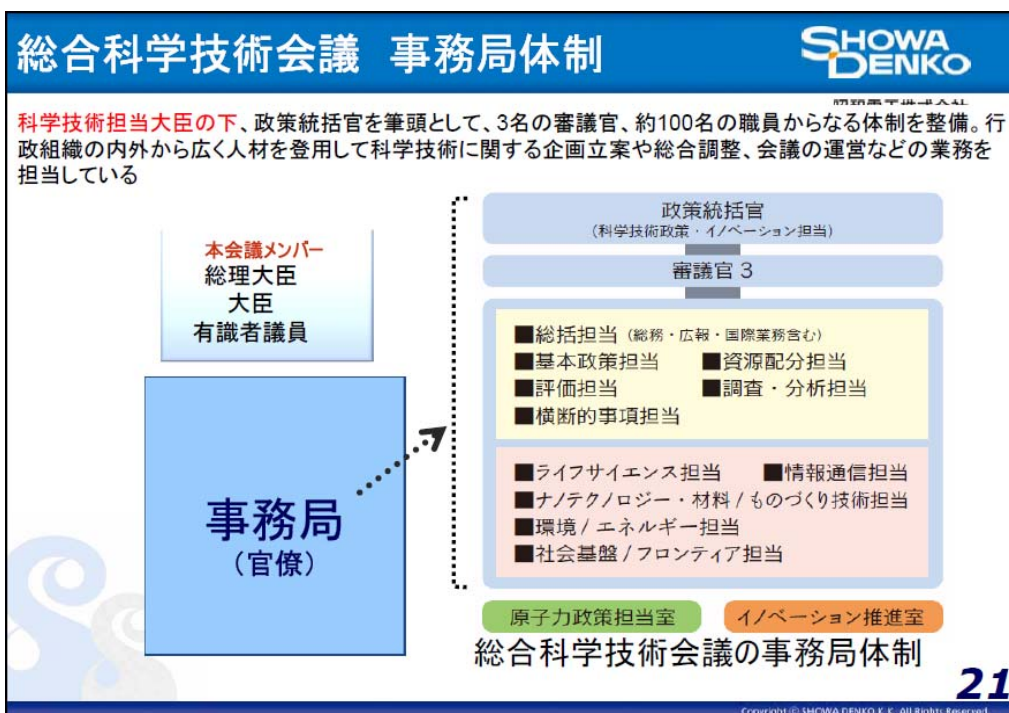 総合科学技術会議 事務局体制
SHOWA
DENKO
昭和電工株式会社
科学技術担当大臣の下、政策統括官を筆頭として、3名の審議官、約100名の職員からなる体制を整備。行
政組織の内外から広く人材を登用して科学技術に関する企画立案や総合調整、会議の運営などの業務を
担当している
本会議メンバー
総理大臣
大臣
有識者議員
事務局
(官僚)
政策統括官
(科学技術政策・イノベーション担当)
審議官 3
■総括担当 (総務・広報・国際業務含む)
■基本政策担当 ■資源配分担当
■評価担当 ■調査・分析担当
■横断的事項担当
■ライフサイエンス担当 ■情報通信担当
■ナノテクノロジー・材料 / ものづくり技術担当
■環境 / エネルギー担当
■社会基盤 / フロンティア担当
原子力政策担当室 イノベーション推進室
総合科学技術会議の事務局体制
21
Copyright © SHOWA DENKO K.K. All Rights Reserved